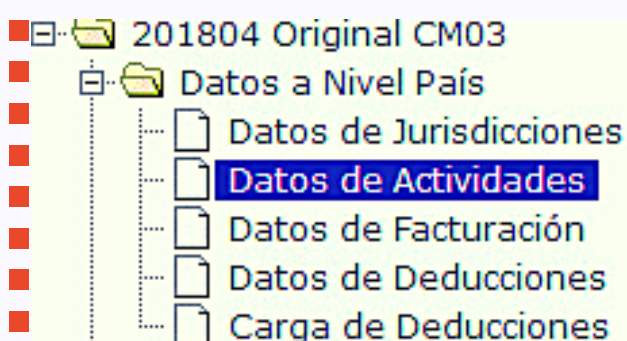 201804 Original CM03
Datos a Nivel País
Datos de Jurisdicciones
Datos de Actividades
Datos de Facturación
Datos de Deducciones
Carga de Deducciones